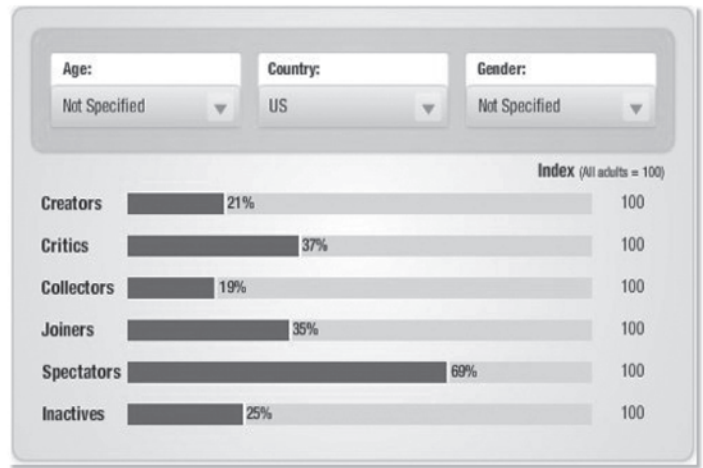 Age: Country: Gender:
Not Specified US Not Specified
Index (All adults = 100)
Creators 21% 100
Critics 37% 100
Collectors 19% 100
Joiners 35% 100
Spectators 69% 100
Inactives 25% 100